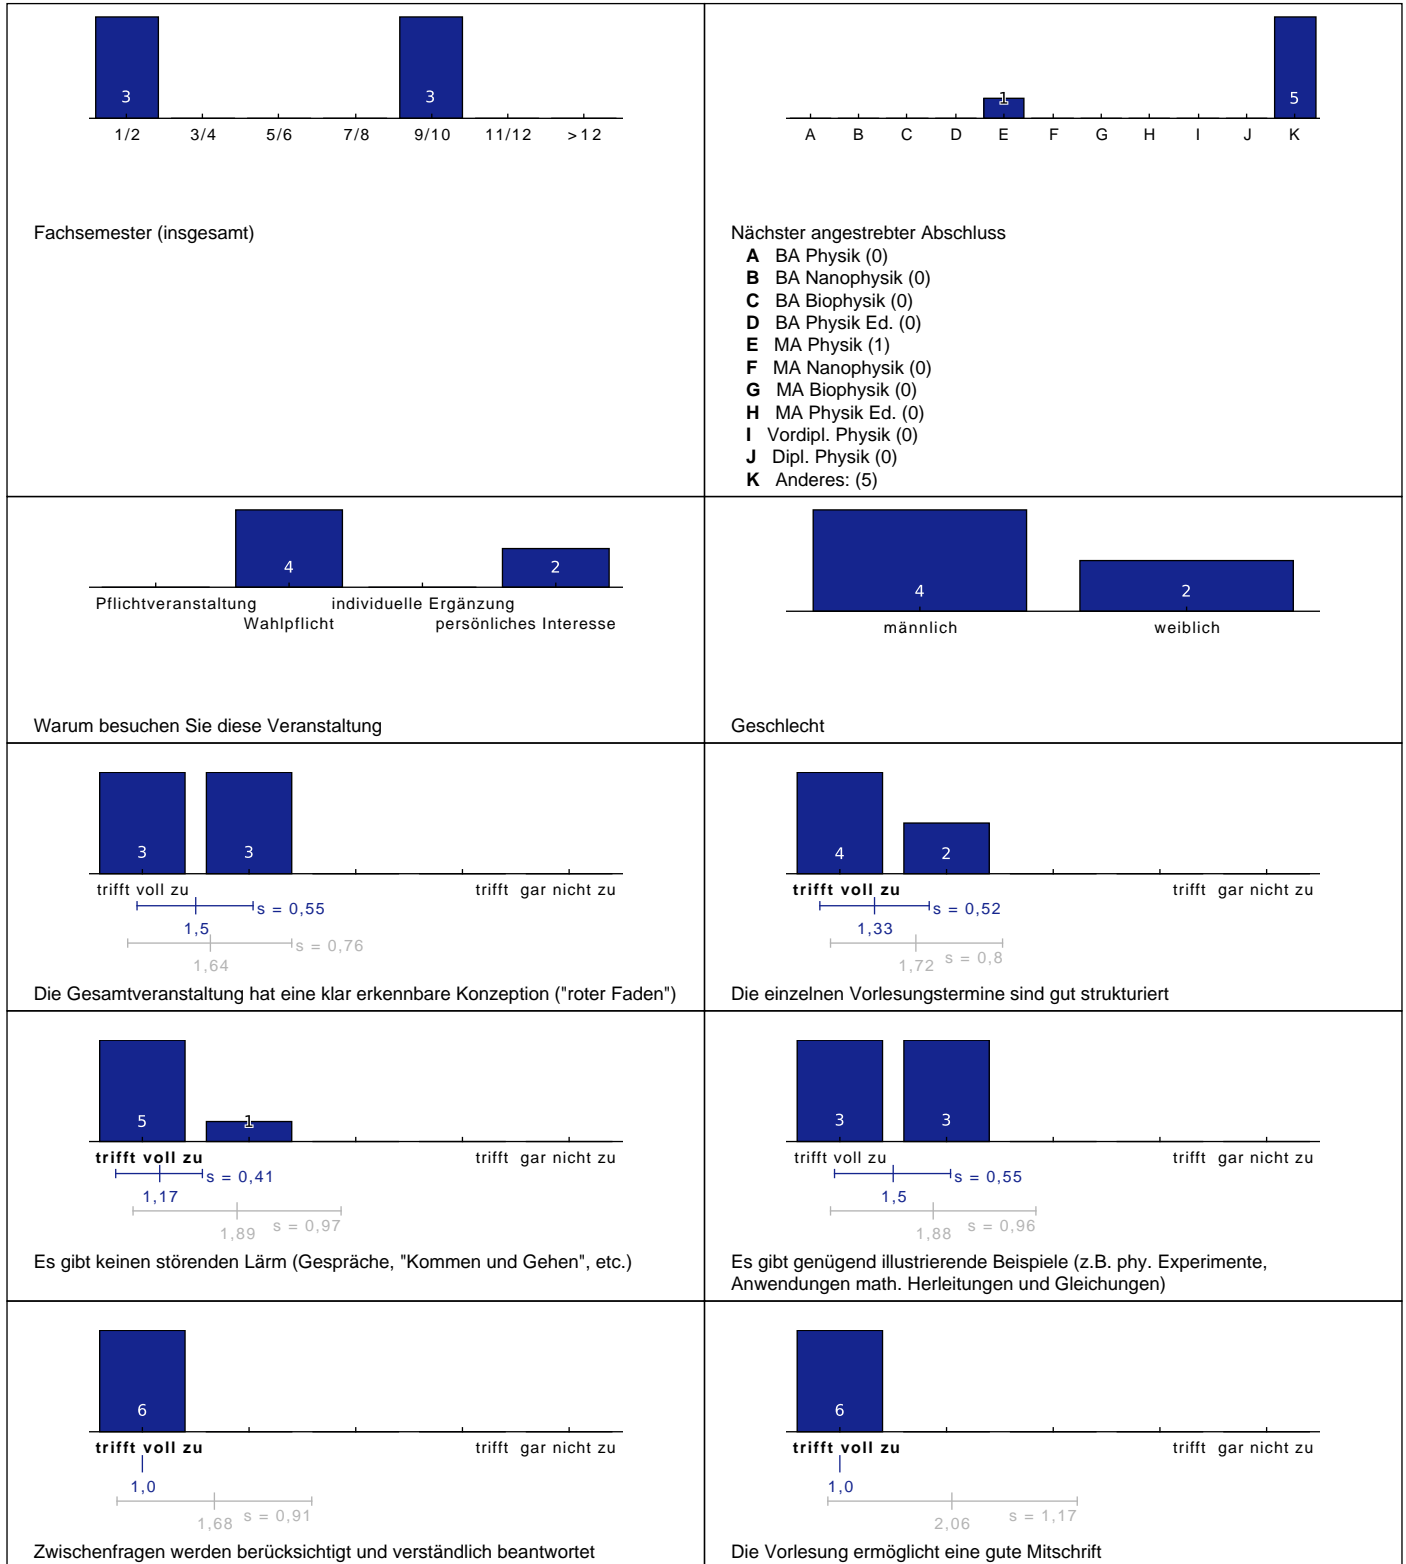 3
3
1/2 3/4 5/6 7/8 9/10 11/12 >12
Fachsemester (insgesamt)
1
5
A B C D E F G H I J K
Nächster angestrebter Abschluss
A BA Physik (0)
B BA Nanophysik (0)
C BA Biophysik (0)
D BA Physik Ed. (0)
E MA Physik (1)
F MA Nanophysik (0)
G MA Biophysik (0)
H MA Physik Ed. (0)
I Vordipl. Physik (0)
J Dipl. Physik (0)
K Anderes: (5)
4
2
Pflichtveranstaltung individuelle Ergänzung
Wahlpflicht persönliches Interesse
Warum besuchen Sie diese Veranstaltung
4
2
männlich weiblich
Geschlecht
3 3
trifft voll zu trifft gar nicht zu
s = 0,55
1,5
s = 0,76
1,64
Die Gesamtveranstaltung hat eine klar erkennbare Konzeption ("roter Faden")
4 2
trifft voll zu trifft gar nicht zu
s = 0,52
1,33
s = 0,8
1,72
Die einzelnen Vorlesungstermine sind gut strukturiert
5 1
trifft voll zu trifft gar nicht zu
s = 0,41
1,17
s = 0,97
1,89
Es gibt keinen störenden Lärm (Gespräche, "Kommen und Gehen", etc.)
3 3
trifft voll zu trifft gar nicht zu
s = 0,55
1,5
s = 0,96
1,88
Es gibt genügend illustrierende Beispiele (z.B. phy. Experimente,
Anwendungen math. Herleitungen und Gleichungen)
6
trifft voll zu trifft gar nicht zu
1,0
s = 0,91
1,68
Zwischenfragen werden berücksichtigt und verständlich beantwortet
6
trifft voll zu trifft gar nicht zu
1,0
s = 1,17
2,06
Die Vorlesung ermöglicht eine gute Mitschrift